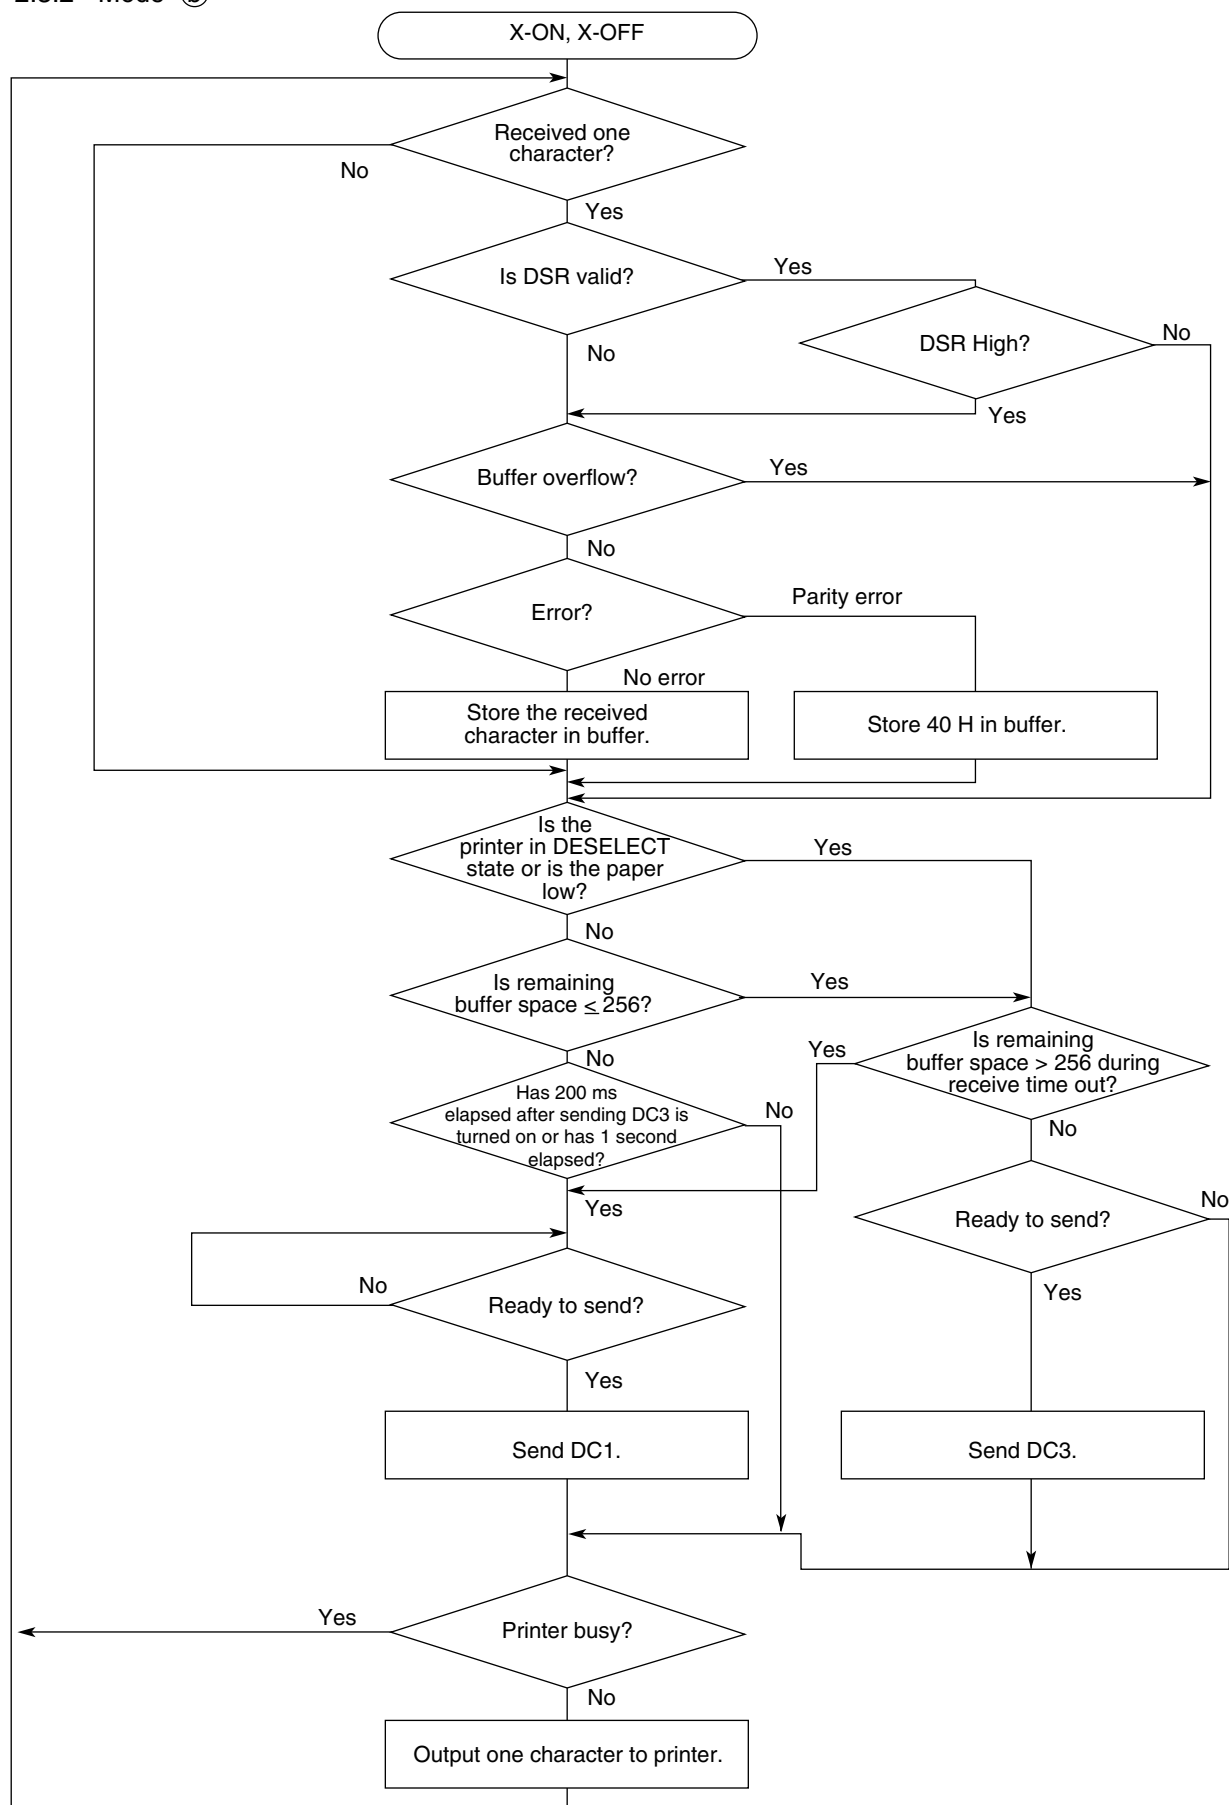 X-ON, X-OFF
Received one
character?
No
Yes
Is DSR valid?
Yes
No
DSR High?
No
Yes
Buffer overflow?
Yes
No
Error?
Parity error
No error
Store the received
character in buffer.
Store 40 H in buffer.
Is the
printer in DESELECT
state or is the paper
low?
Yes
No
Is remaining
buffer space ≤ 256?
Yes
No
Is remaining
buffer space > 256 during
receive time out?
Yes
No
Has 200 ms
elapsed after sending DC3 is
turned on or has 1 second
elapsed?
No
Yes
Ready to send?
No
Yes
Ready to send?
No
Yes
Send DC1.
Send DC3.
Printer busy?
Yes
No
Output one character to printer.